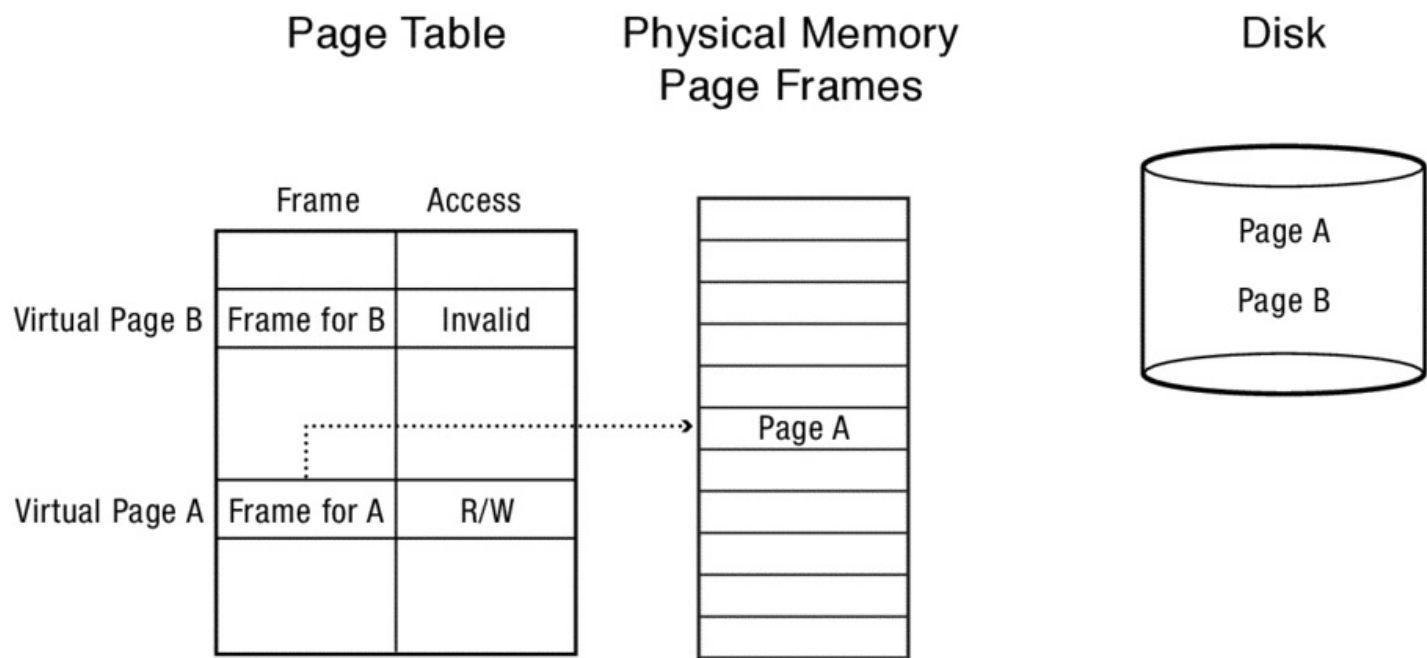 Page Table
Physical Memory
Page Frames
Disk
Frame Access
Virtual Page B Frame for B Invalid
Virtual Page A Frame for A R/W
Page A
Page A
Page B